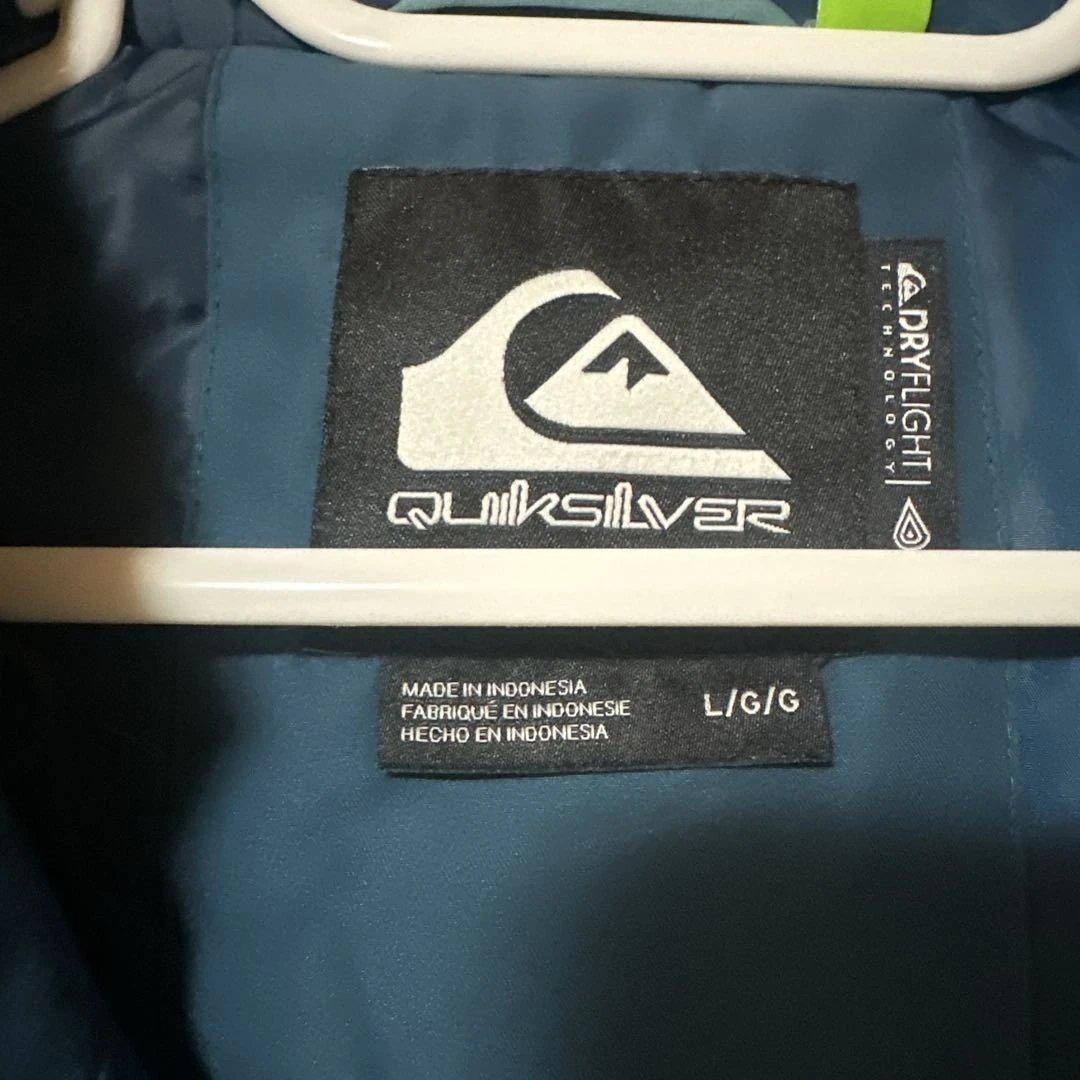 QUIKSILVER
DRYFLIGHT
TECHNOLOGY
MADE IN INDONESIA
FABRIQUÉ EN INDONESIE
HECHO EN INDONESIA
L/G/G